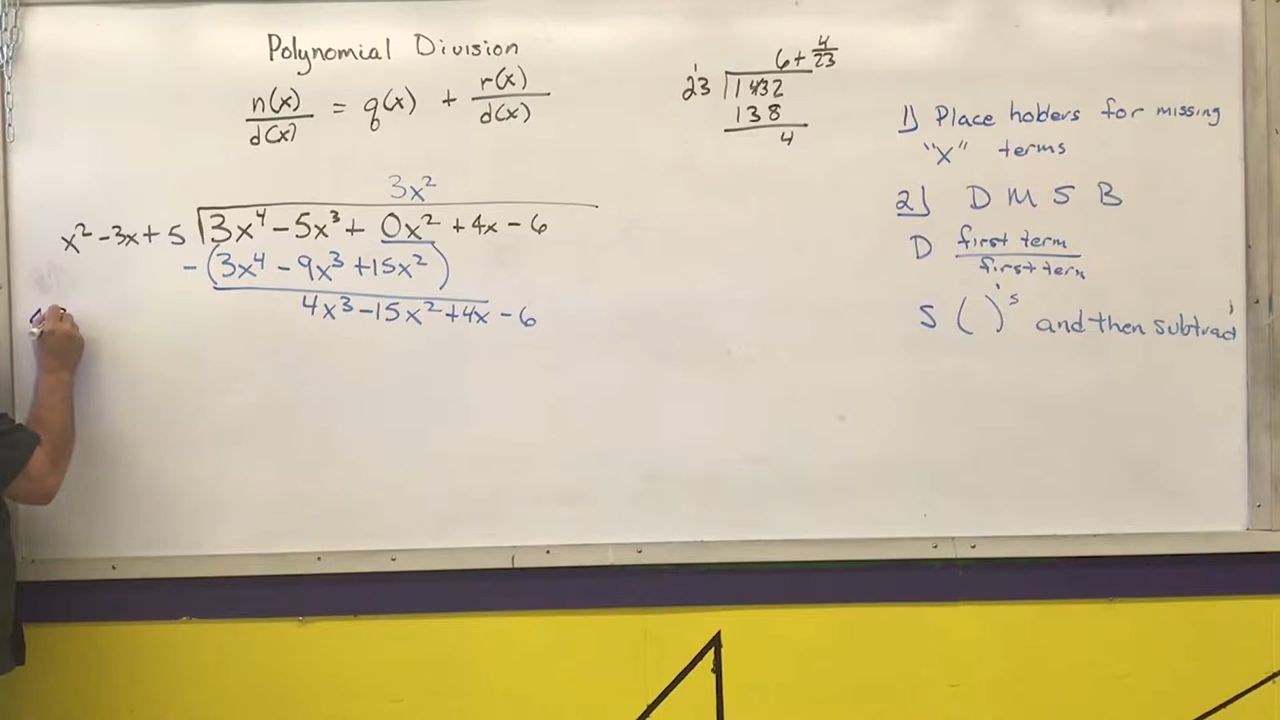 Polynomial Division
n(x)/d(x) = q(x) + r(x)/d(x)
3x²
x² - 3x + 5 3x⁴ - 5x³ + 0x² + 4x - 6
- (3x⁴ - 9x³ + 15x²)
4x³ - 15x² + 4x - 6
6 + 4/23
1
23 1432
138
4
1) Place holders for missing
"X" terms
2) D M S B
D first term/first term
S ( )'s and then subtract